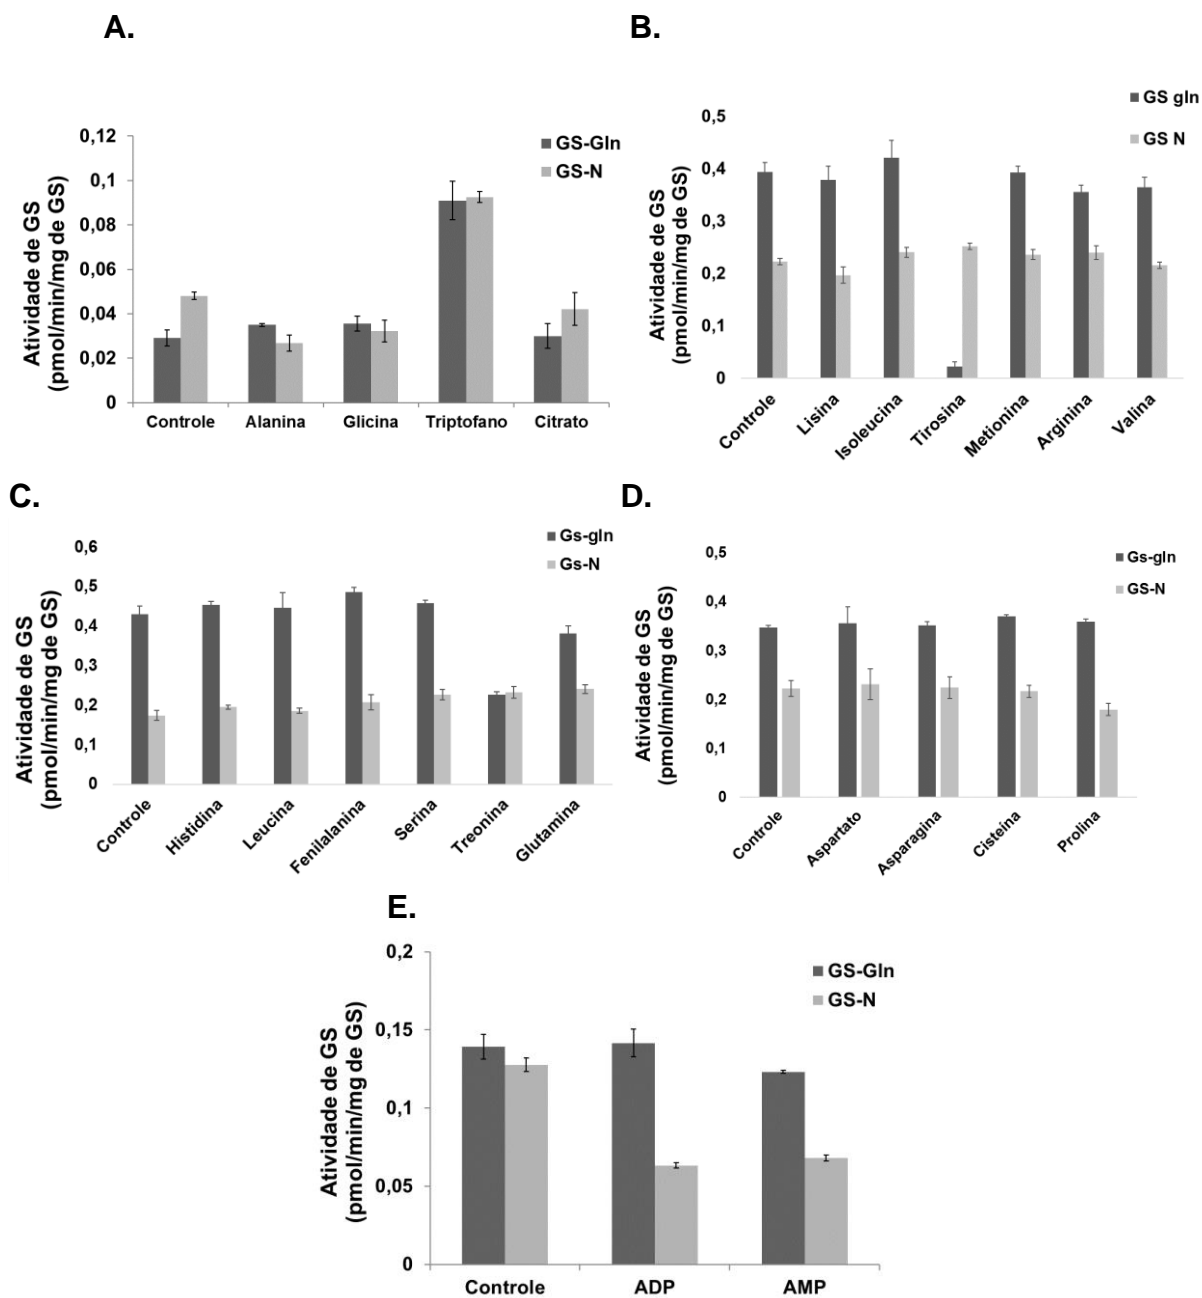 A.
Atividade de GS
(pmol/min/mg de GS)
0,12
0,1
0,08
0,06
0,04
0,02
0
GS-Gln
GS-N
Controle Alanina Glicina Triptofano Citrato
B.
Atividade de GS
(pmol/min/mg de GS)
0,5
0,4
0,3
0,2
0,1
0
GS gln
GS N
Controle Lisina Isoleucina Tirosina Metionina Arginina Valina
C.
Atividade de GS
(pmol/min/mg de GS)
0,6
0,5
0,4
0,3
0,2
0,1
0
Gs-gln
Gs-N
Controle Histidina Leucina Fenilalanina Serina Treonina Glutamina
D.
Atividade de GS
(pmol/min/mg de GS)
0,5
0,4
0,3
0,2
0,1
0
Gs-gln
GS-N
Controle Aspartato Asparagina Cisteina Prolina
E.
Atividade de GS
(pmol/min/mg de GS)
0,2
0,15
0,1
0,05
0
GS-Gln
GS-N
Controle ADP AMP